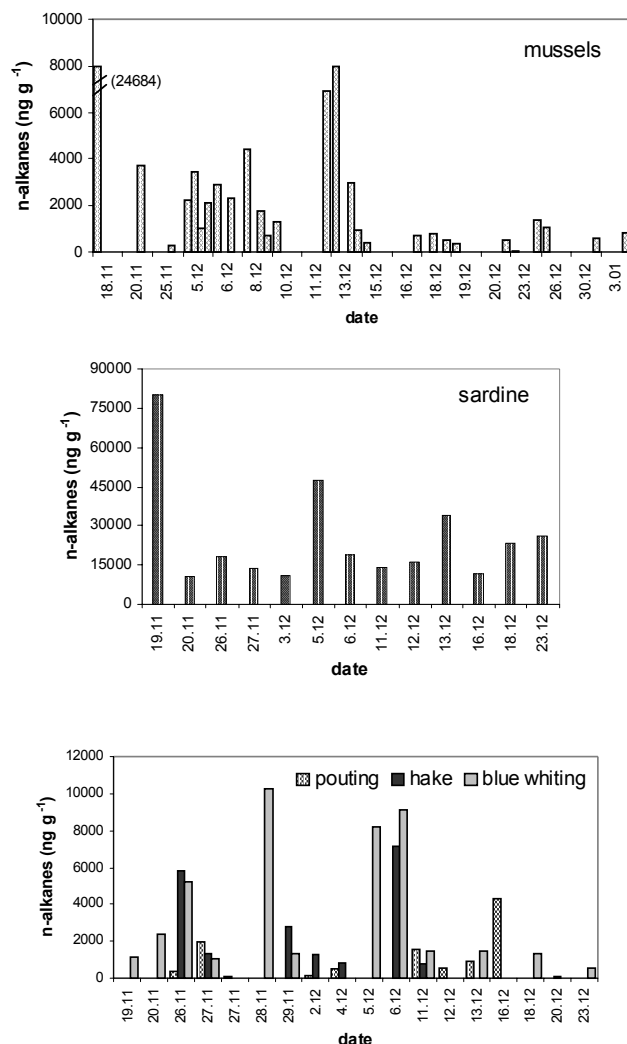 10000
mussels
8000
(24684)
6000
4000
2000
0
n-alkanes (ng g -1)
18.11 20.11 25.11 5.12 6.12 8.12 10.12 11.12 13.12 15.12 16.12 18.12 19.12 20.12 23.12 26.12 30.12 3.01
date
90000
sardine
75000
60000
45000
30000
15000
0
n-alkanes (ng g -1)
19.11 20.11 26.11 27.11 3.12 5.12 6.12 11.12 12.12 13.12 16.12 18.12 23.12
date
12000
pouting hake blue whiting
10000
8000
6000
4000
2000
0
n-alkanes (ng g -1)
19.11 20.11 26.11 27.11 27.11 28.11 29.11 2.12 4.12 5.12 6.12 11.12 12.12 13.12 16.12 18.12 20.12 23.12
date